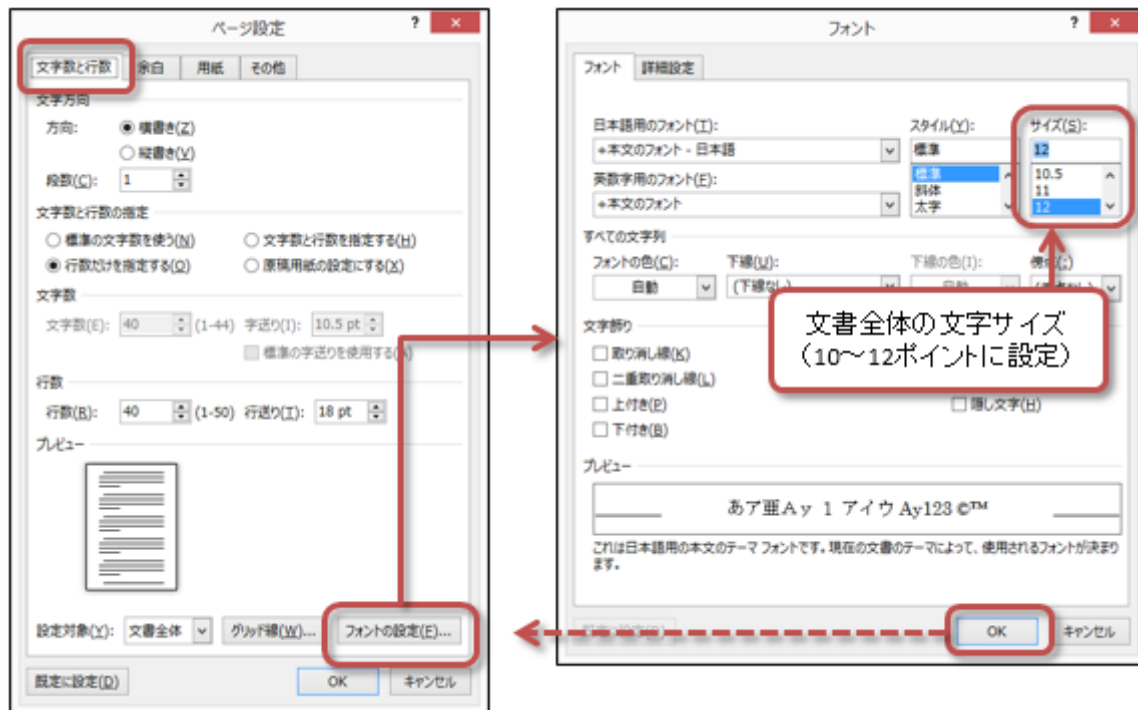 ページ設定
? ×
文字数と行数 余白 用紙 その他
文字方向
方向: 横書き(Z)
縦書き(V)
段数(C): 1
文字数と行数の指定
標準の文字数を使う(N) 文字数と行数を指定する(H)
行数だけを指定する(O) 原稿用紙の設定にする(X)
文字数
文字数(E): 40 (1-44) 字送り(I): 10.5 pt
標準の字送りを使用する(A)
行数
行数(R): 40 (1-50) 行送り(T): 18 pt
プレビュー
設定対象(Y): 文書全体 グリッド線(W)... フォントの設定(F)...
既定に設定(D) OK キャンセル
フォント
? ×
フォント 詳細設定
日本語用のフォント(T): スタイル(Y): サイズ(S):
+本文のフォント - 日本語 標準 12
英数字用のフォント(F): 標準 10.5
斜体 11
+本文のフォント 太字 12
すべての文字列
フォントの色(C): 下線(U): 下線の色(I): 傍点(:)
自動 (下線なし) 自動
文書全体の文字サイズ
(10～12ポイントに設定)
文字飾り
取り消し線(K)
二重取り消し線(L)
上付き(P) 隠し文字(H)
下付き(B)
プレビュー
あア亜Ay 1 アイウ Ay123 ©™
これは日本語用の本文のテーマ フォントです。現在の文書のテーマによって、使用されるフォントが決まり
ます。
OK キャンセル